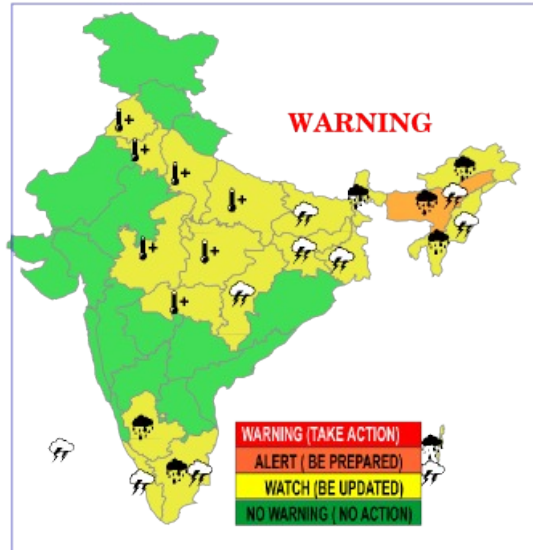 WARNING
WARNING (TAKE ACTION)
ALERT ( BE PREPARED)
WATCH (BE UPDATED)
NO WARNING ( NO ACTION)